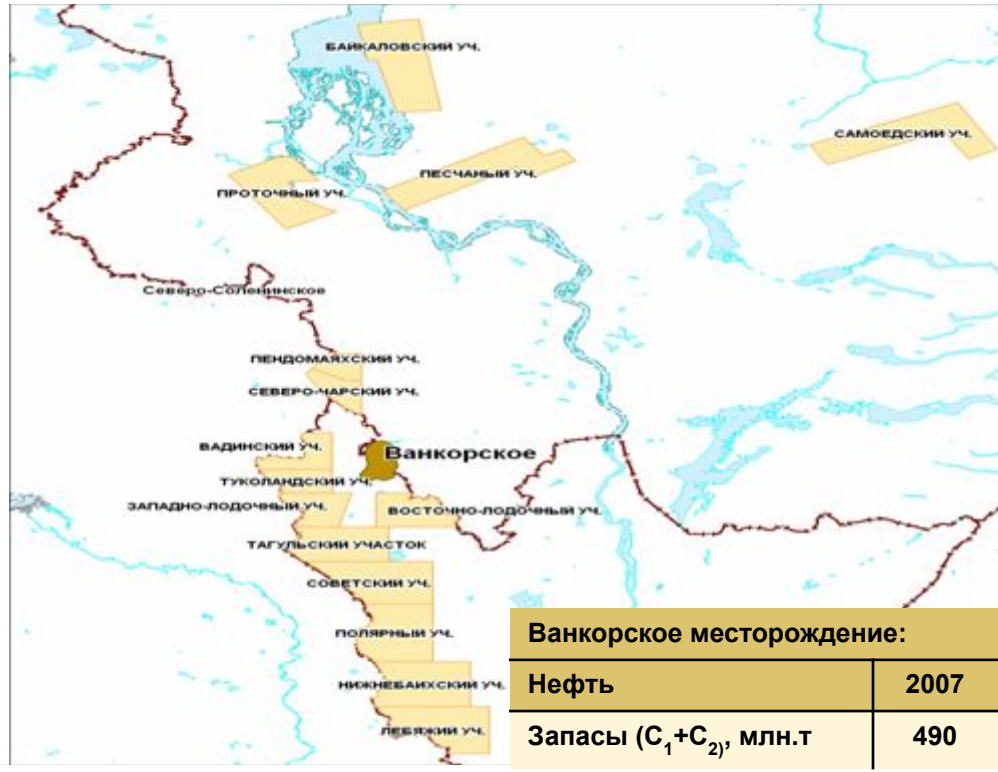 БАЙКАЛОВСКИЙ УЧ.
САМОЕДСКИЙ УЧ.
ПЕСЧАНЫЙ УЧ.
ПРОТОЧНЫЙ УЧ.
Северо-Соленинское
ПЕНДОМАЯХСКИЙ УЧ.
СЕВЕРО-ЧАРСКИЙ УЧ.
ВАДИНСКИЙ УЧ.
Ванкорское
ТУКОЛАНДСКИЙ УЧ.
ЗАПАДНО-ЛОДОЧНЫЙ УЧ.
ВОСТОЧНО-ЛОДОЧНЫЙ УЧ.
ТАГУЛЬСКИЙ УЧАСТОК
СОВЕТСКИЙ УЧ.
ПОЛЯРНЫЙ УЧ.
НИЖНЕБАИХСКИЙ УЧ.
ЛЕБЯЖИЙ УЧ.
Ванкорское месторождение:
Нефть 2007
Запасы (С₁+С₂₎, млн.т 490